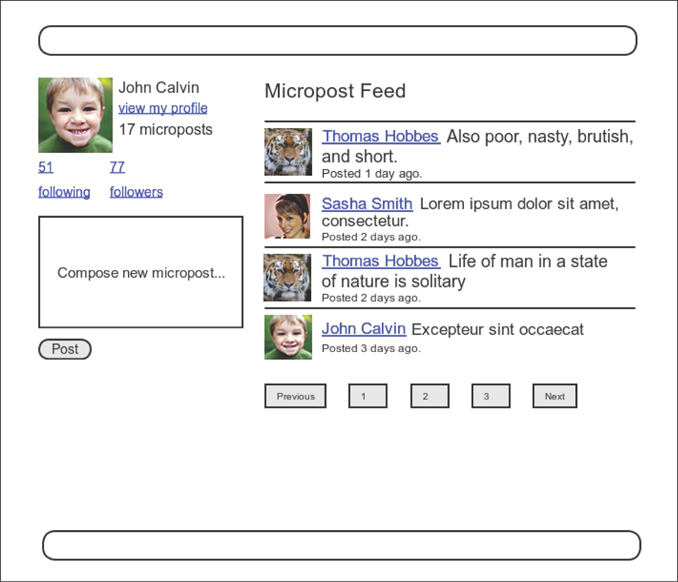 John Calvin
view my profile
17 microposts
51
77
following
followers
Compose new micropost...
Post
Micropost Feed
Thomas Hobbes Also poor, nasty, brutish,
and short.
Posted 1 day ago.
Sasha Smith Lorem ipsum dolor sit amet,
consectetur.
Posted 2 days ago.
Thomas Hobbes Life of man in a state
of nature is solitary
Posted 2 days ago.
John Calvin Excepteur sint occaecat
Posted 3 days ago.
Previous 1 2 3 Next